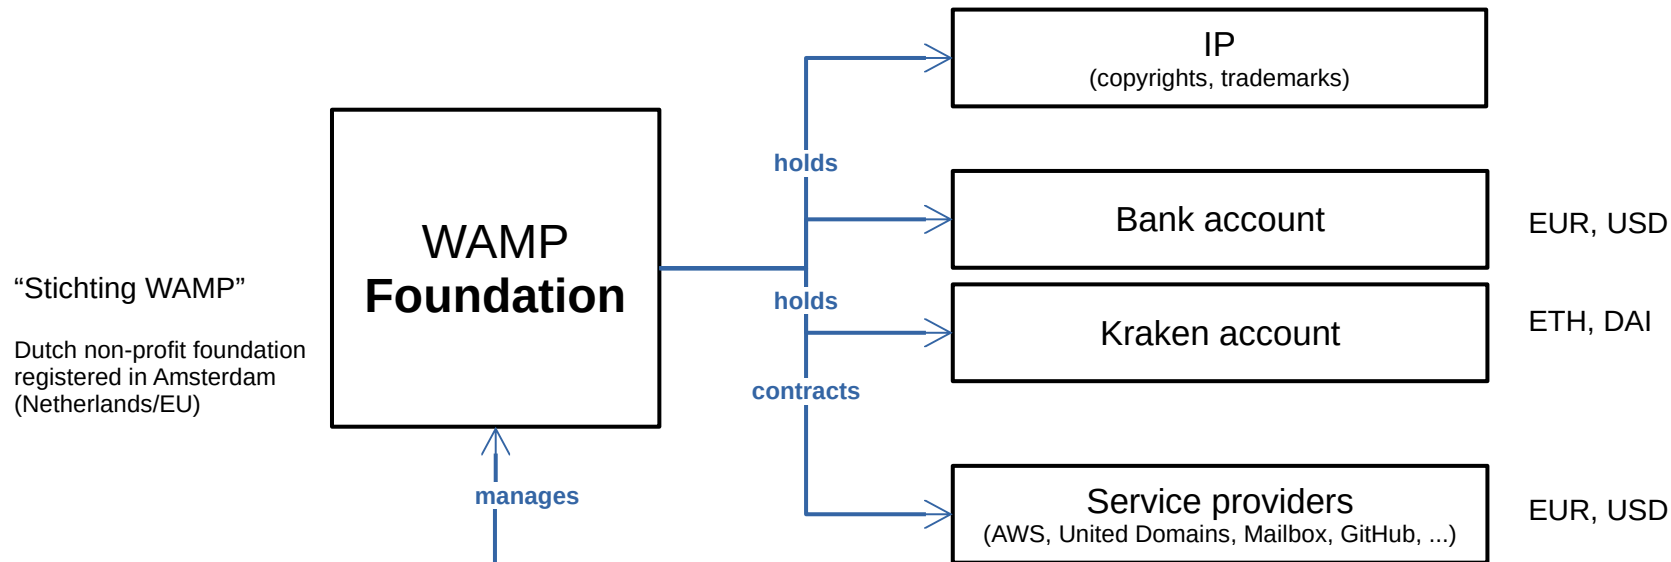 “Stichting WAMP”
Dutch non-profit foundation
registered in Amsterdam
(Netherlands/EU)
WAMP
Foundation
manages
holds
holds
contracts
IP
(copyrights, trademarks)
Bank account
EUR, USD
Kraken account
ETH, DAI
Service providers
(AWS, United Domains, Mailbox, GitHub, ...)
EUR, USD